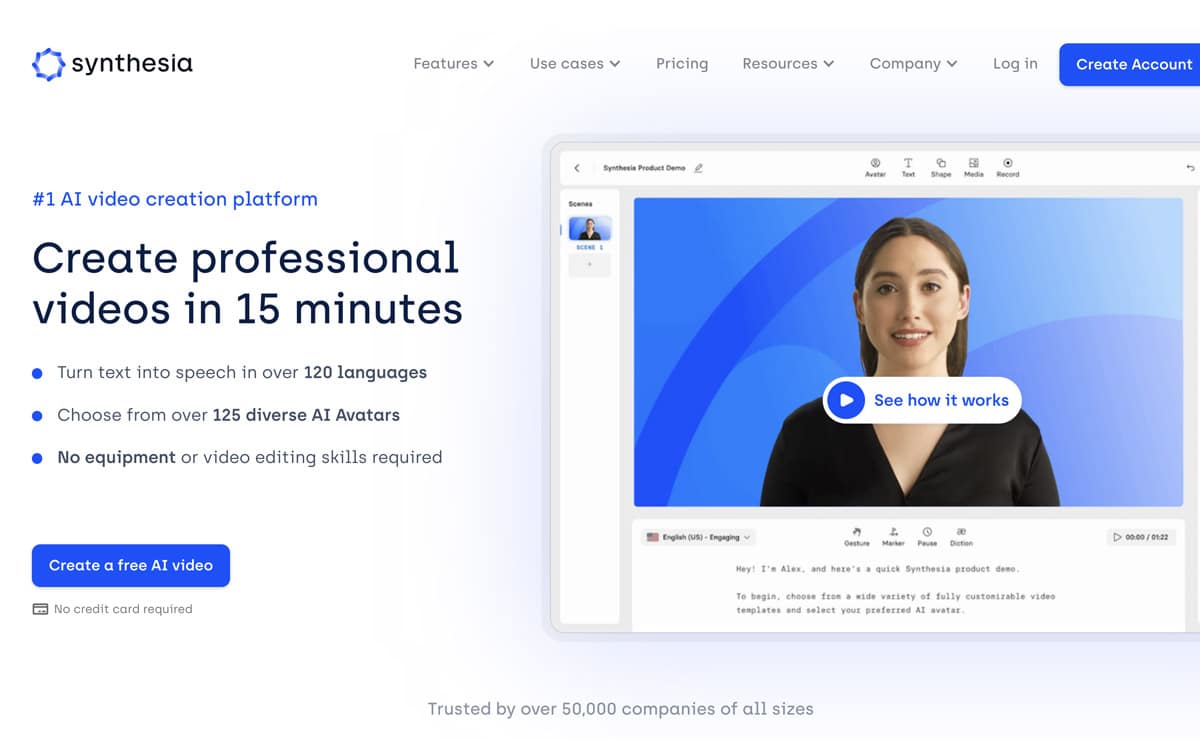 synthesia
Features
Use cases
Pricing
Resources
Company
Log in
Create Account
#1 AI video creation platform
Create professional
videos in 15 minutes
Turn text into speech in over 120 languages
Choose from over 125 diverse AI Avatars
No equipment or video editing skills required
Create a free AI video
No credit card required
Synthesia Product Demo
Avatar
Text
Shape
Media
Record
Scenes
SCENE 1
See how it works
English (US) - Engaging
Gesture
Marker
Pause
Diction
00:00 / 01:22
Hey! I'm Alex, and here's a quick Synthesia product demo.
To begin, choose from a wide variety of fully customizable video
templates and select your preferred AI avatar.
Trusted by over 50,000 companies of all sizes